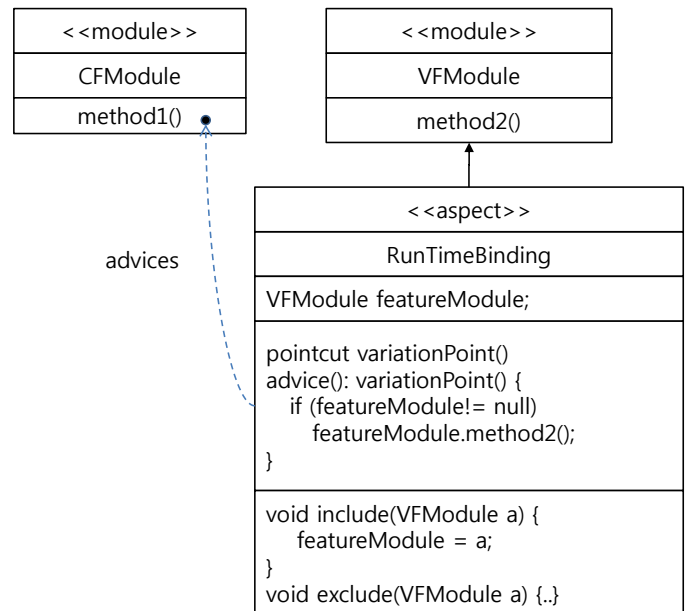 <<module>>
CFModule
method1()
<<module>>
VFModule
method2()
advices
<<aspect>>
RunTimeBinding
VFModule featureModule;
pointcut variationPoint()
advice(): variationPoint() {
if (featureModule!= null)
featureModule.method2();
}
void include(VFModule a) {
featureModule = a;
}
void exclude(VFModule a) {..}